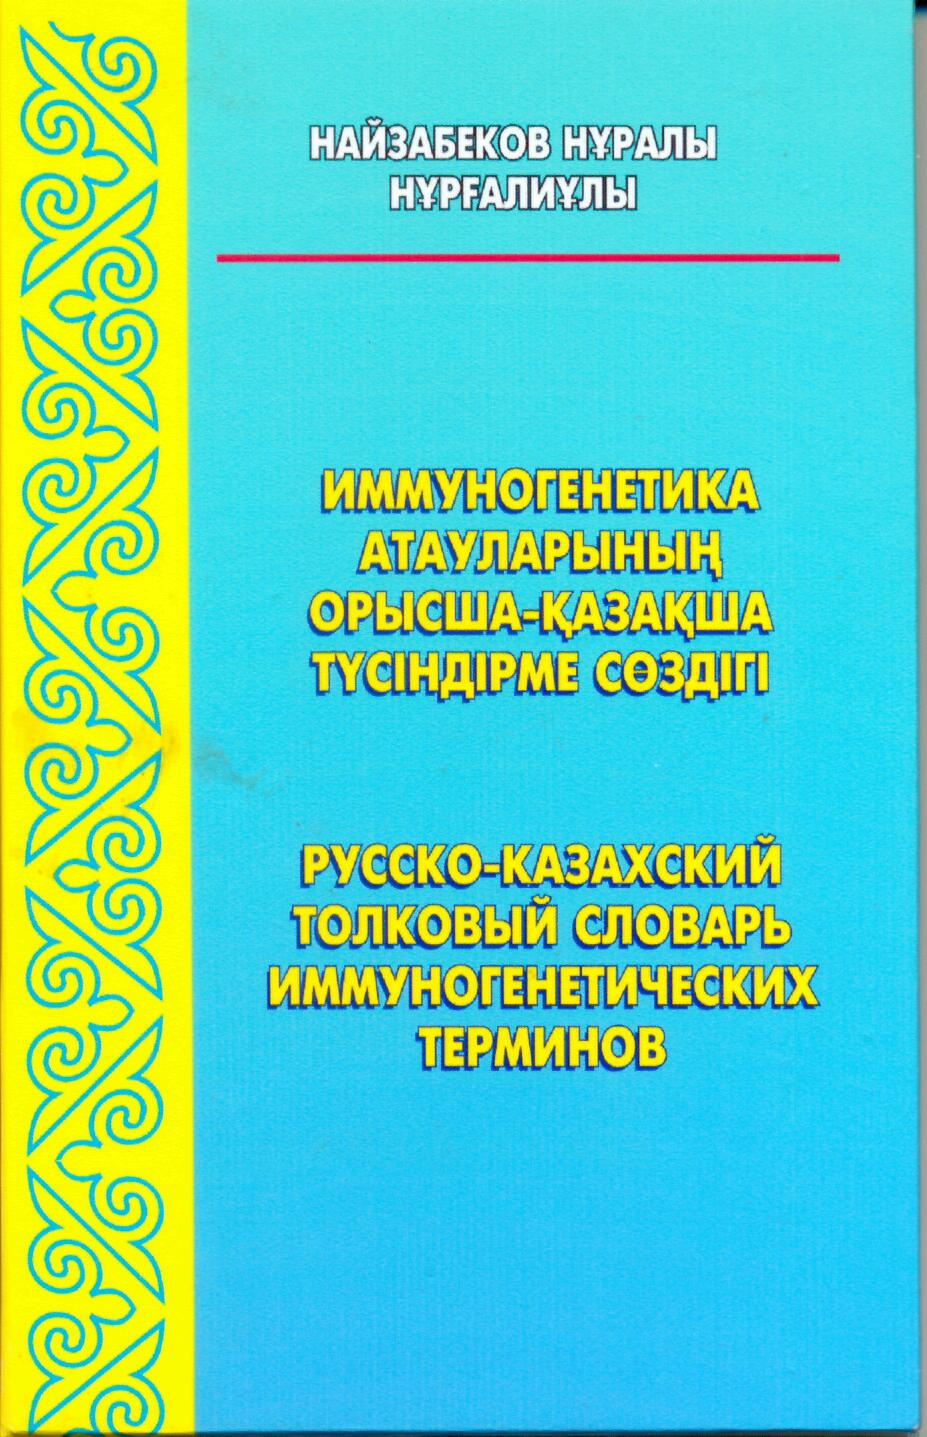 НАЙЗАБЕКОВ НҰРАЛЫ
НҰРҒАЛИҰЛЫ
ИММУНОГЕНЕТИКА
АТАУЛАРЫНЫҢ
ОРЫСША-ҚАЗАҚША
ТҮСІНДІРМЕ СӨЗДІГІ
РУССКО-КАЗАХСКИЙ
ТОЛКОВЫЙ СЛОВАРЬ
ИММУНОГЕНЕТИЧЕСКИХ
ТЕРМИНОВ